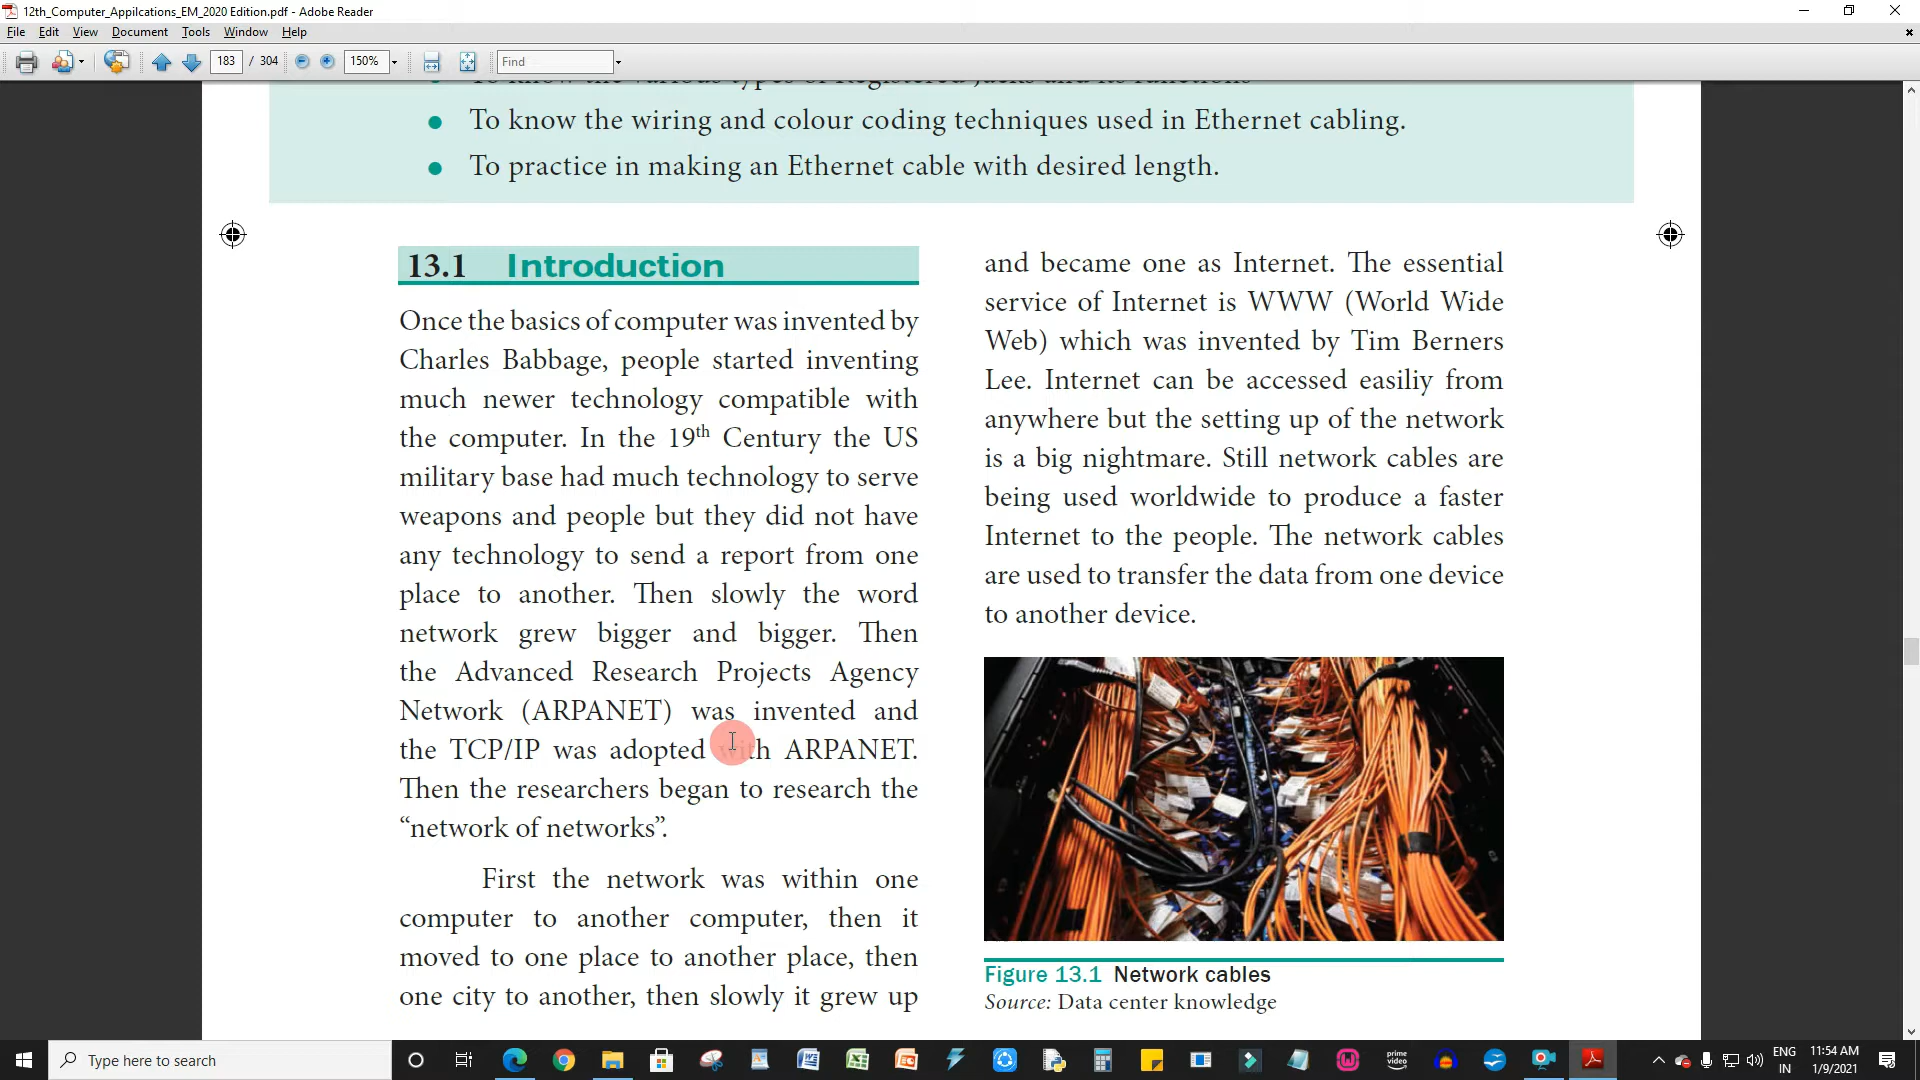 12th_Computer_Appilcations_EM_2020 Edition.pdf - Adobe Reader
File Edit View Document Tools Window Help
183 / 304 150% Find
To know the various types of Registered Jacks and its functions
To know the wiring and colour coding techniques used in Ethernet cabling.
To practice in making an Ethernet cable with desired length.
13.1 Introduction
Once the basics of computer was invented by
Charles Babbage, people started inventing
much newer technology compatible with
the computer. In the 19th Century the US
military base had much technology to serve
weapons and people but they did not have
any technology to send a report from one
place to another. Then slowly the word
network grew bigger and bigger. Then
the Advanced Research Projects Agency
Network (ARPANET) was invented and
the TCP/IP was adopted with ARPANET.
Then the researchers began to research the
“network of networks”.
First the network was within one
computer to another computer, then it
moved to one place to another place, then
one city to another, then slowly it grew up
and became one as Internet. The essential
service of Internet is WWW (World Wide
Web) which was invented by Tim Berners
Lee. Internet can be accessed easiliy from
anywhere but the setting up of the network
is a big nightmare. Still network cables are
being used worldwide to produce a faster
Internet to the people. The network cables
are used to transfer the data from one device
to another device.
Figure 13.1 Network cables
Source: Data center knowledge
Type here to search
prime video
ENG
IN
11:54 AM
1/9/2021